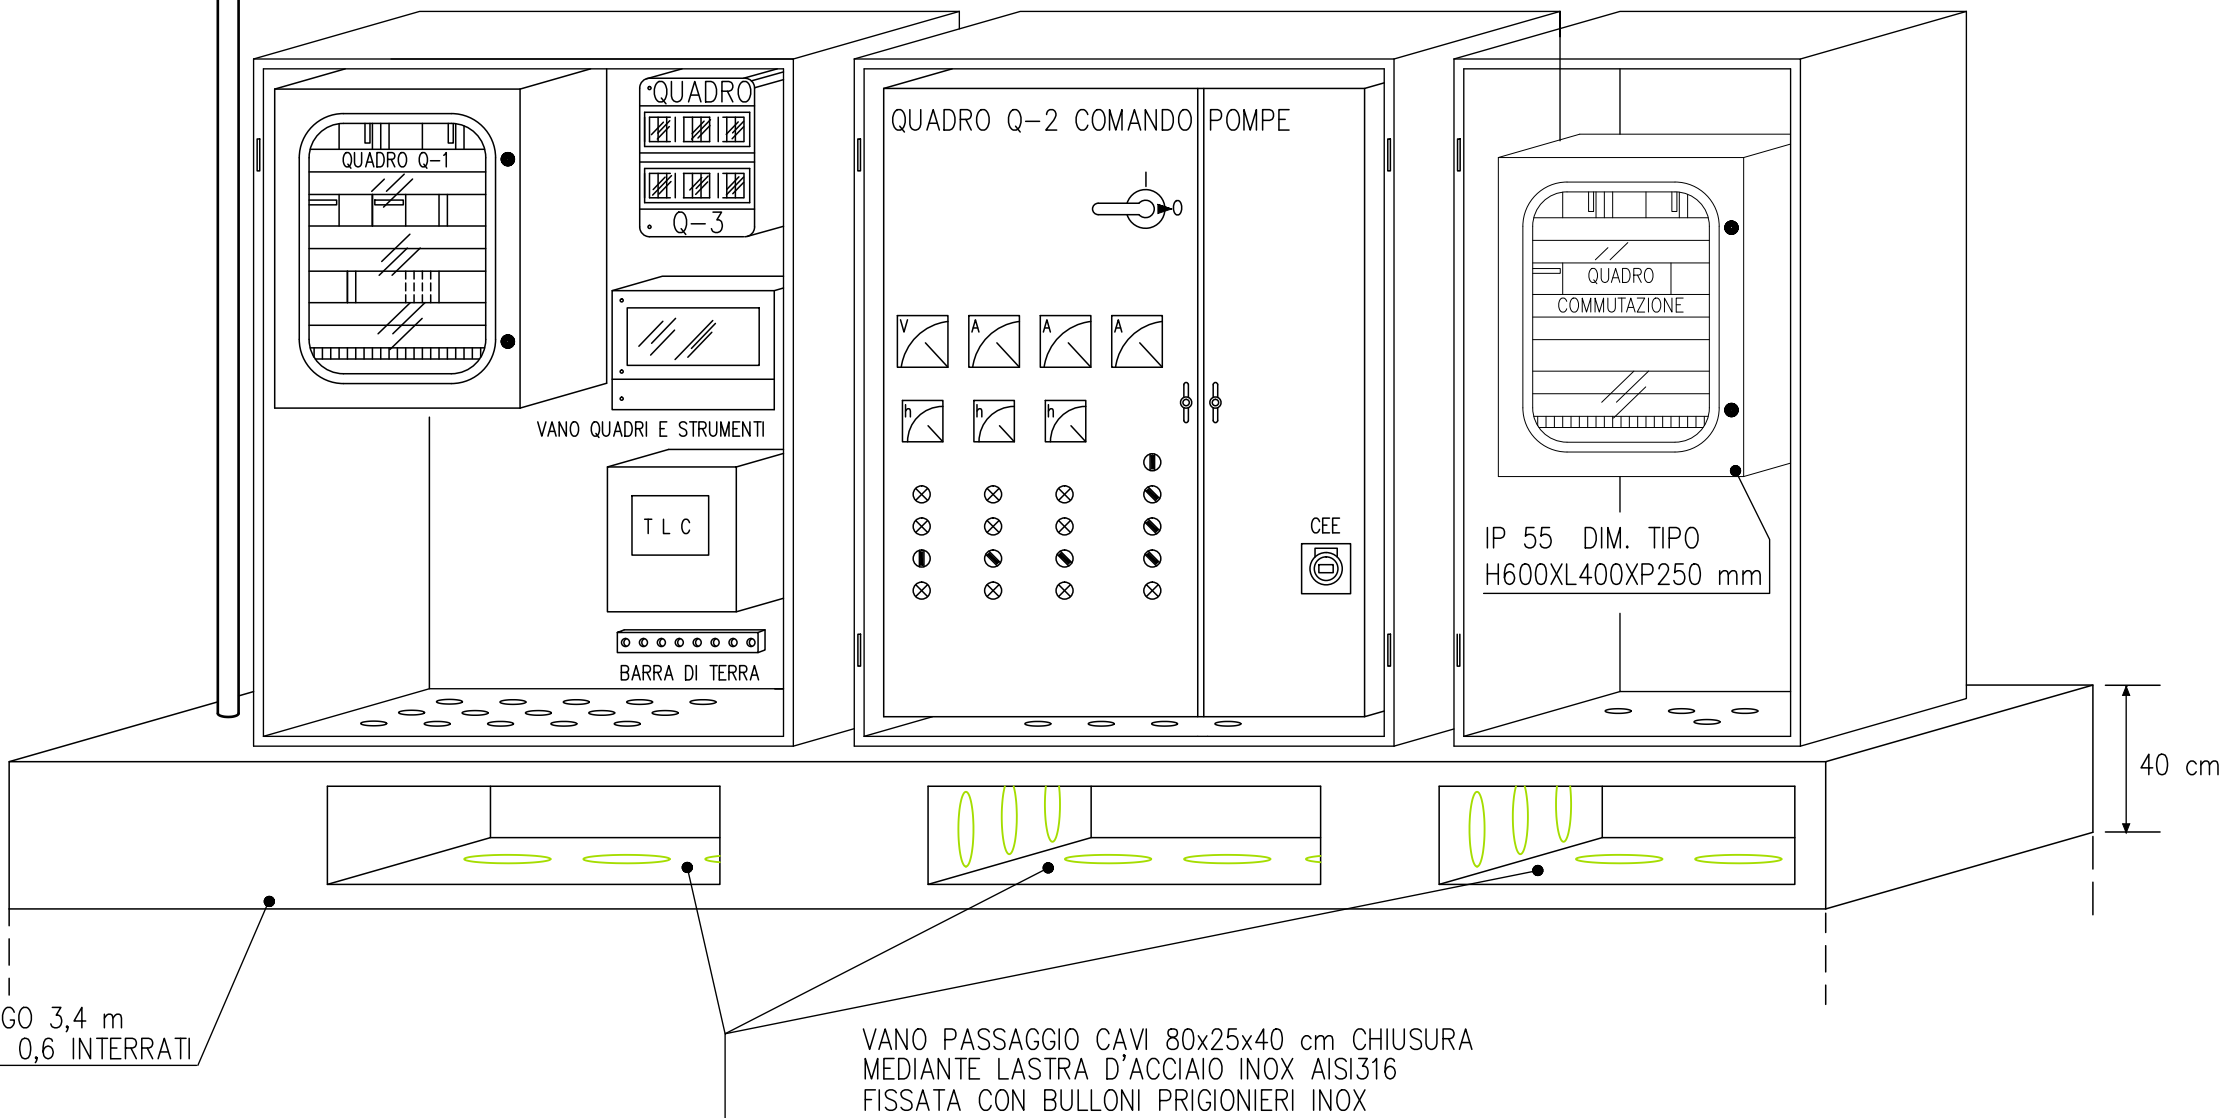 QUADRO
Q-3
QUADRO Q-1
VANO QUADRI E STRUMENTI
T L C
BARRA DI TERRA
QUADRO Q-2 COMANDO POMPE
0
V A A A
h h h
CEE
QUADRO
COMMUTAZIONE
IP 55 DIM. TIPO
H600XL400XP250 mm
40 cm
GO 3,4 m
0,6 INTERRATI
VANO PASSAGGIO CAVI 80x25x40 cm CHIUSURA
MEDIANTE LASTRA D'ACCIAIO INOX AISI316
FISSATA CON BULLONI PRIGIONIERI INOX